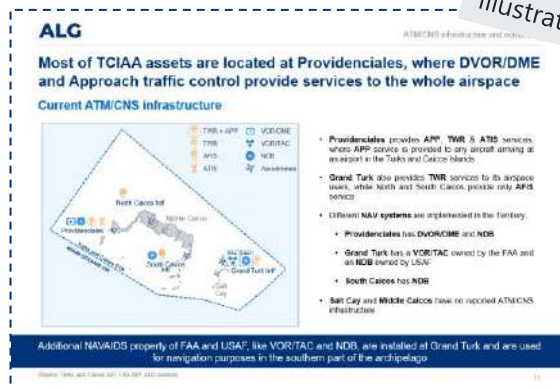 Illustrat
ALG
ATM/CNS infrastructure and
Most of TCIAA assets are located at Providenciales, where DVOR/DME
and Approach traffic control provide services to the whole airspace
Current ATM/CNS infrastructure
TWR + APP
VOR/DME
TWR
VOR/TAC
AFIS
NDB
ATIS
Aerodromes
North Caicos Intl
Middle Caicos
Providenciales
South Caicos
Intl
Grand Turk Int'l
Salt
Cay
• Providenciales provides APP, TWR & ATIS services,
where APP service is provided to any aircraft arriving at
an airport in the Turks and Caicos Islands
• Grand Turk also provides TWR services to its airspace
users, while North and South Caicos provide only AFIS
service
• Different NAV systems are implemented in the Territory:
• Providenciales has DVOR/DME and NDB
• Grand Turk has a VOR/TAC owned by the FAA and
an NDB owned by USAF
• South Caicos has NDB
• Salt Cay and Middle Caicos have no reported ATM/CNS
infrastructure
Additional NAVAIDS property of FAA and USAF, like VOR/TAC and NDB, are installed at Grand Turk and are used
for navigation purposes in the southern part of the archipelago